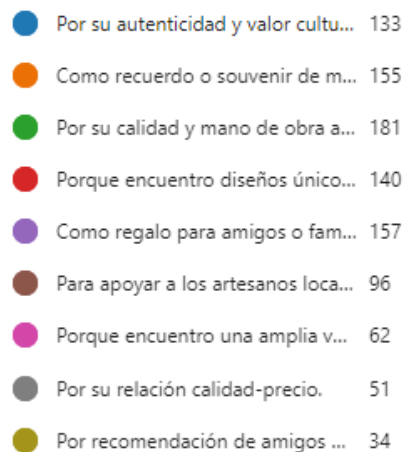 Por su autenticidad y valor cultu... 133
Como recuerdo o souvenir de m... 155
Por su calidad y mano de obra a... 181
Porque encuentro diseños único... 140
Como regalo para amigos o fam... 157
Para apoyar a los artesanos loca... 96
Porque encuentro una amplia v... 62
Por su relación calidad-precio. 51
Por recomendación de amigos ... 34